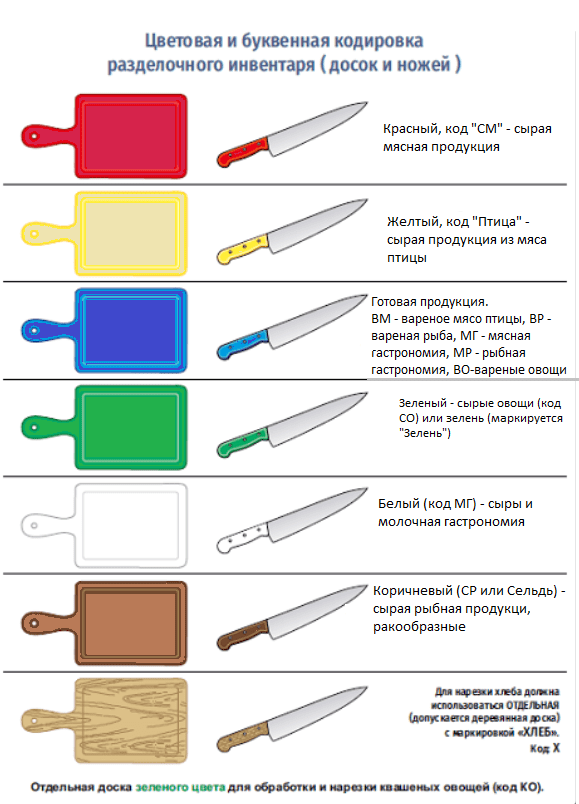 Цветовая и буквенная кодировка
разделочного инвентаря ( досок и ножей )
Красный, код "СМ" - сырая
мясная продукция
Желтый, код "Птица" -
сырая продукция из мяса
птицы
Готовая продукция.
ВМ - вареное мясо птицы, ВР -
вареная рыба, МГ - мясная
гастрономия, МР - рыбная
гастрономия, ВО-вареные овощи
Зеленый - сырые овощи (код
СО) или зелень (маркируется
"Зелень")
Белый (код МГ) - сыры и
молочная гастрономия
Коричневый (СР или Сельдь) -
сырая рыбная продукци,
ракообразные
Для нарезки хлеба должна
использоваться ОТДЕЛЬНАЯ
(допускается деревянная доска)
с маркировкой «ХЛЕБ».
Код: Х
Отдельная доска зеленого цвета для обработки и нарезки квашеных овощей (код КО).